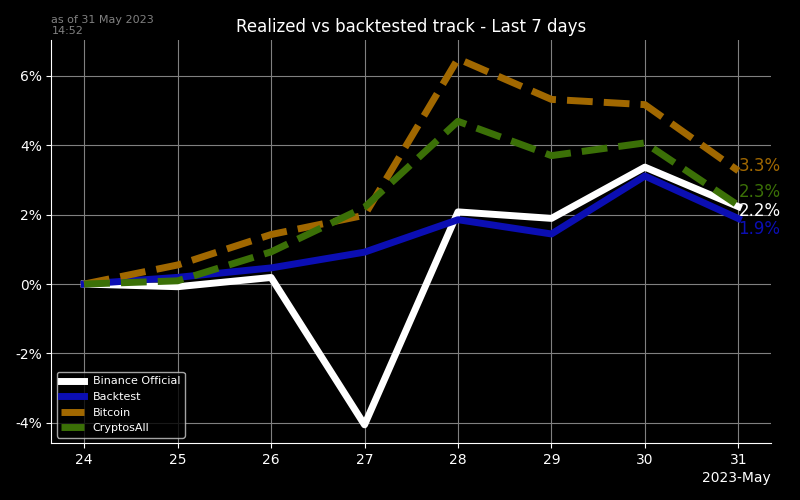 as of 31 May 2023
14:52
Realized vs backtested track - Last 7 days
6%
4%
2%
0%
-2%
-4%
3.3%
2.3%
2.2%
1.9%
Binance Official
Backtest
Bitcoin
CryptosAll
24 25 26 27 28 29 30 31
2023-May